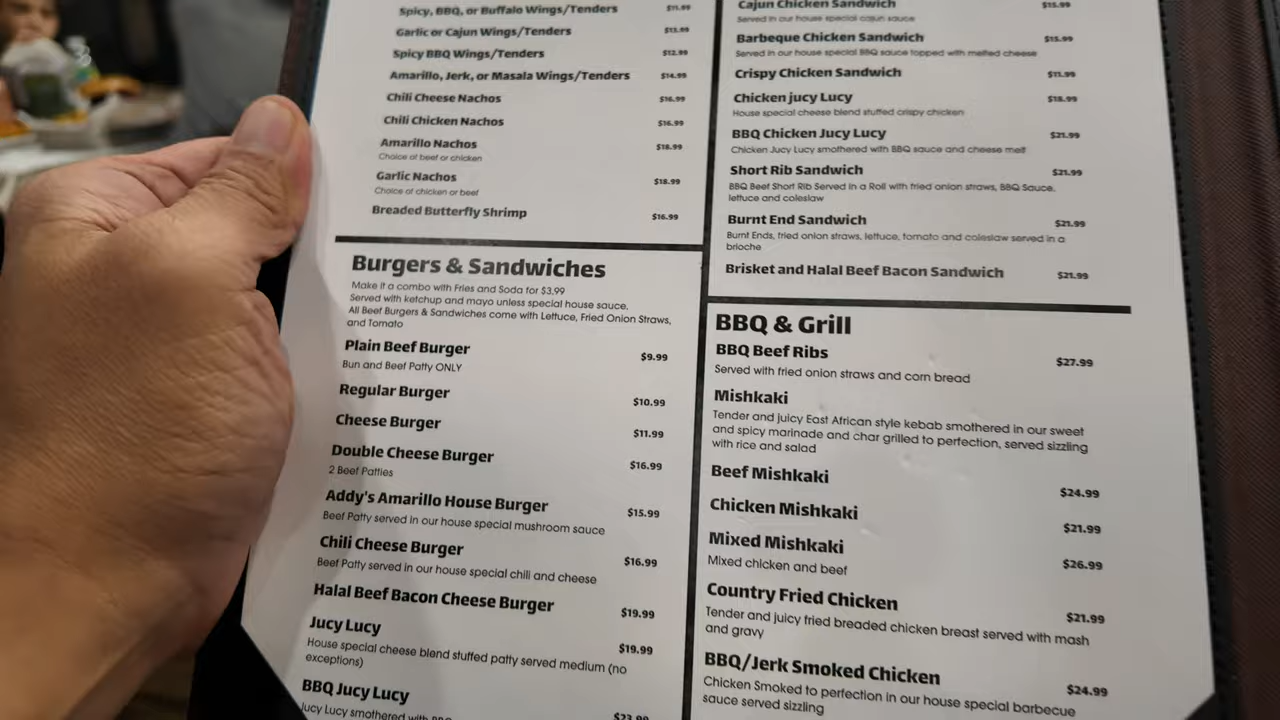 Spicy, BBQ, or Buffalo Wings/Tenders $11.99
Garlic or Cajun Wings/Tenders $13.99
Spicy BBQ Wings/Tenders $12.99
Amarillo, Jerk, or Masala Wings/Tenders $14.99
Chili Cheese Nachos $16.99
Chili Chicken Nachos $16.99
Amarillo Nachos $18.99
Choice of beef or chicken
Garlic Nachos $18.99
Choice of chicken or beef
Breaded Butterfly Shrimp $16.99
Burgers & Sandwiches
Make it a combo with Fries and Soda for $3.99
Served with ketchup and mayo unless special house sauce.
All Beef Burgers & Sandwiches come with Lettuce, Fried Onion Straws,
and Tomato
Plain Beef Burger $9.99
Bun and Beef Patty ONLY
Regular Burger $10.99
Cheese Burger $11.99
Double Cheese Burger $16.99
2 Beef Patties
Addy's Amarillo House Burger $15.99
Beef Patty served in our house special mushroom sauce
Chili Cheese Burger $16.99
Beef Patty served in our house special chili and cheese
Halal Beef Bacon Cheese Burger $19.99
Jucy Lucy $19.99
House special cheese blend stuffed patty served medium (no
exceptions)
BBQ Jucy Lucy $23.99
Jucy Lucy smothered with BBQ
Cajun Chicken Sandwich $15.99
Served in our house special cajun sauce
Barbeque Chicken Sandwich $15.99
Served in our house special BBQ sauce topped with melted cheese
Crispy Chicken Sandwich $11.99
Chicken jucy Lucy $18.99
House special cheese blend stuffed crispy chicken
BBQ Chicken Jucy Lucy $21.99
Chicken Jucy Lucy smothered with BBQ sauce and cheese melt
Short Rib Sandwich $21.99
BBQ Beef Short Rib Served in a Roll with fried onion straws, BBQ Sauce,
lettuce and coleslaw
Burnt End Sandwich $21.99
Burnt Ends, fried onion straws, lettuce, tomato and coleslaw served in a
brioche
Brisket and Halal Beef Bacon Sandwich $21.99
BBQ & Grill
BBQ Beef Ribs $27.99
Served with fried onion straws and corn bread
Mishkaki
Tender and juicy East African style kebab smothered in our sweet
and spicy marinade and char grilled to perfection, served sizzling
with rice and salad
Beef Mishkaki $24.99
Chicken Mishkaki $21.99
Mixed Mishkaki $26.99
Mixed chicken and beef
Country Fried Chicken $21.99
Tender and juicy fried breaded chicken breast served with mash
and gravy
BBQ/Jerk Smoked Chicken $24.99
Chicken Smoked to perfection in our house special barbecue
sauce served sizzling